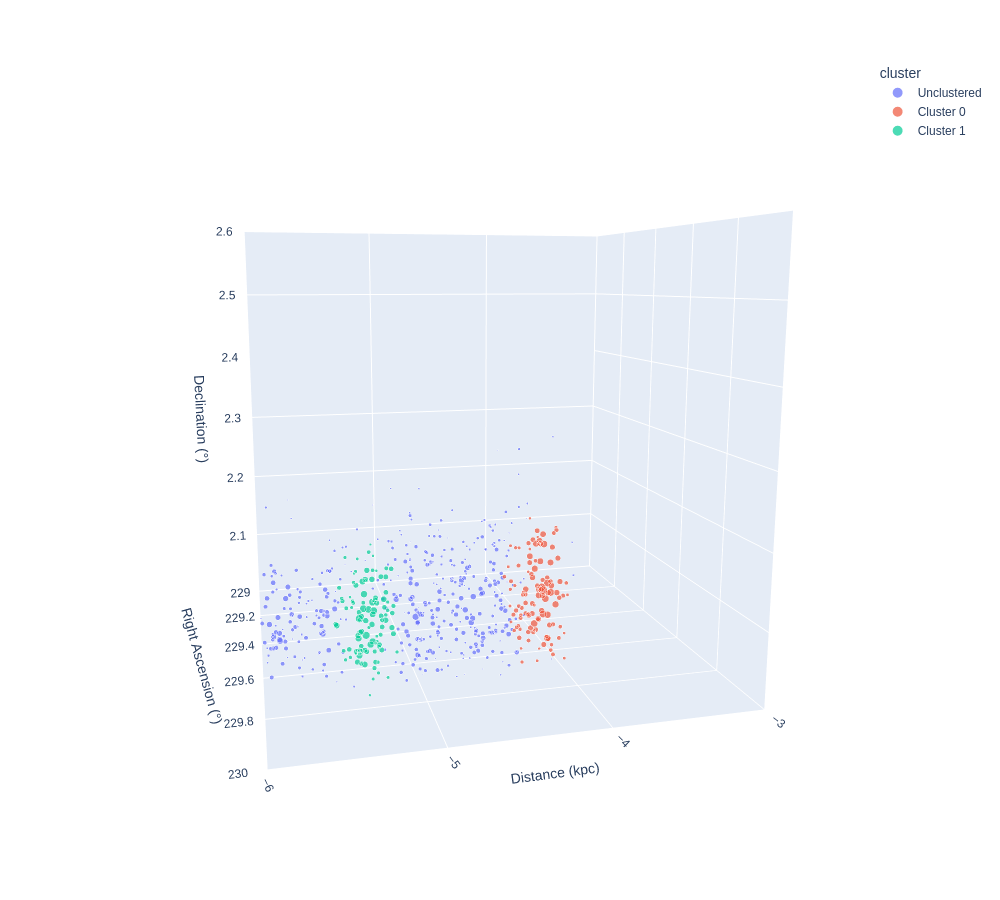 cluster
Unclustered
Cluster 0
Cluster 1
2.6
2.5
2.4
2.3
2.2
2.1
Declination (°)
229
229.2
229.4
229.6
229.8
230
Right Ascension (°)
−6
−5
−4
−3
Distance (kpc)